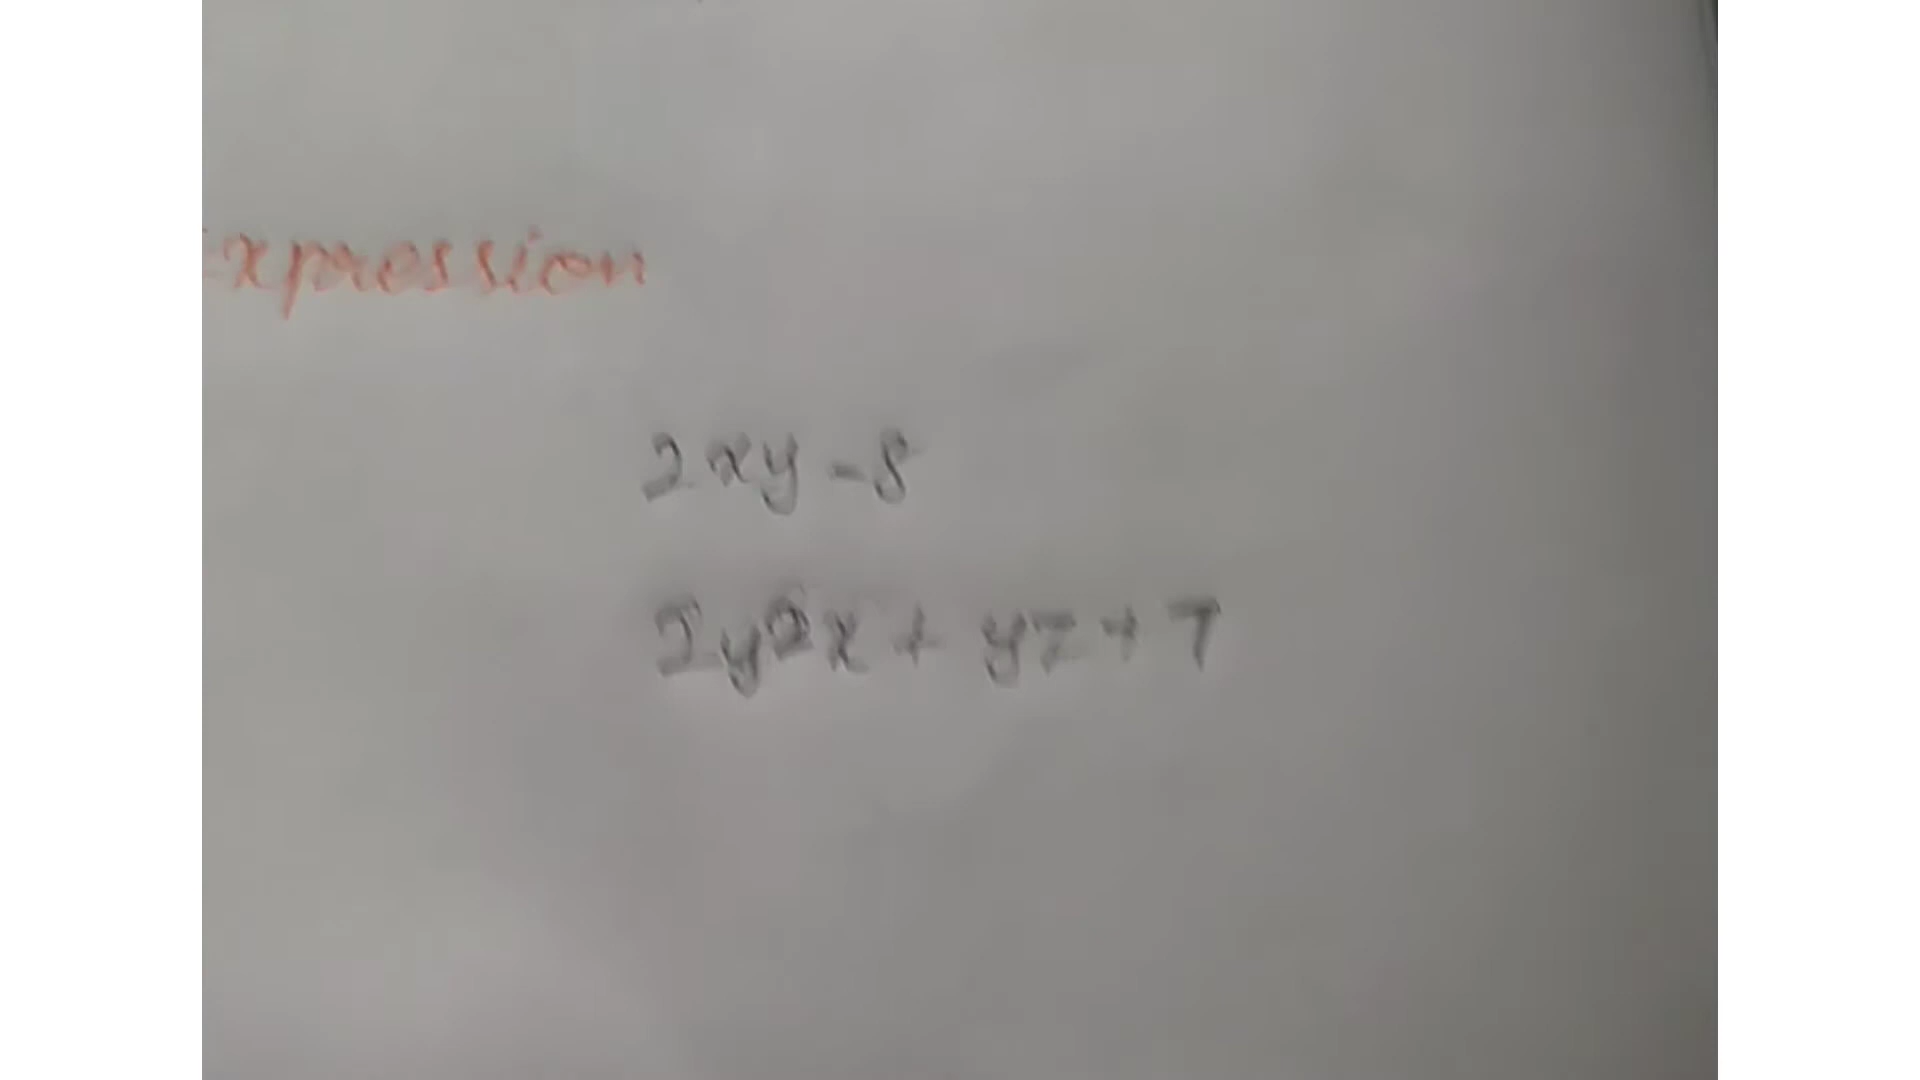 xpression
2xy - 8
2y²x + yz + 7